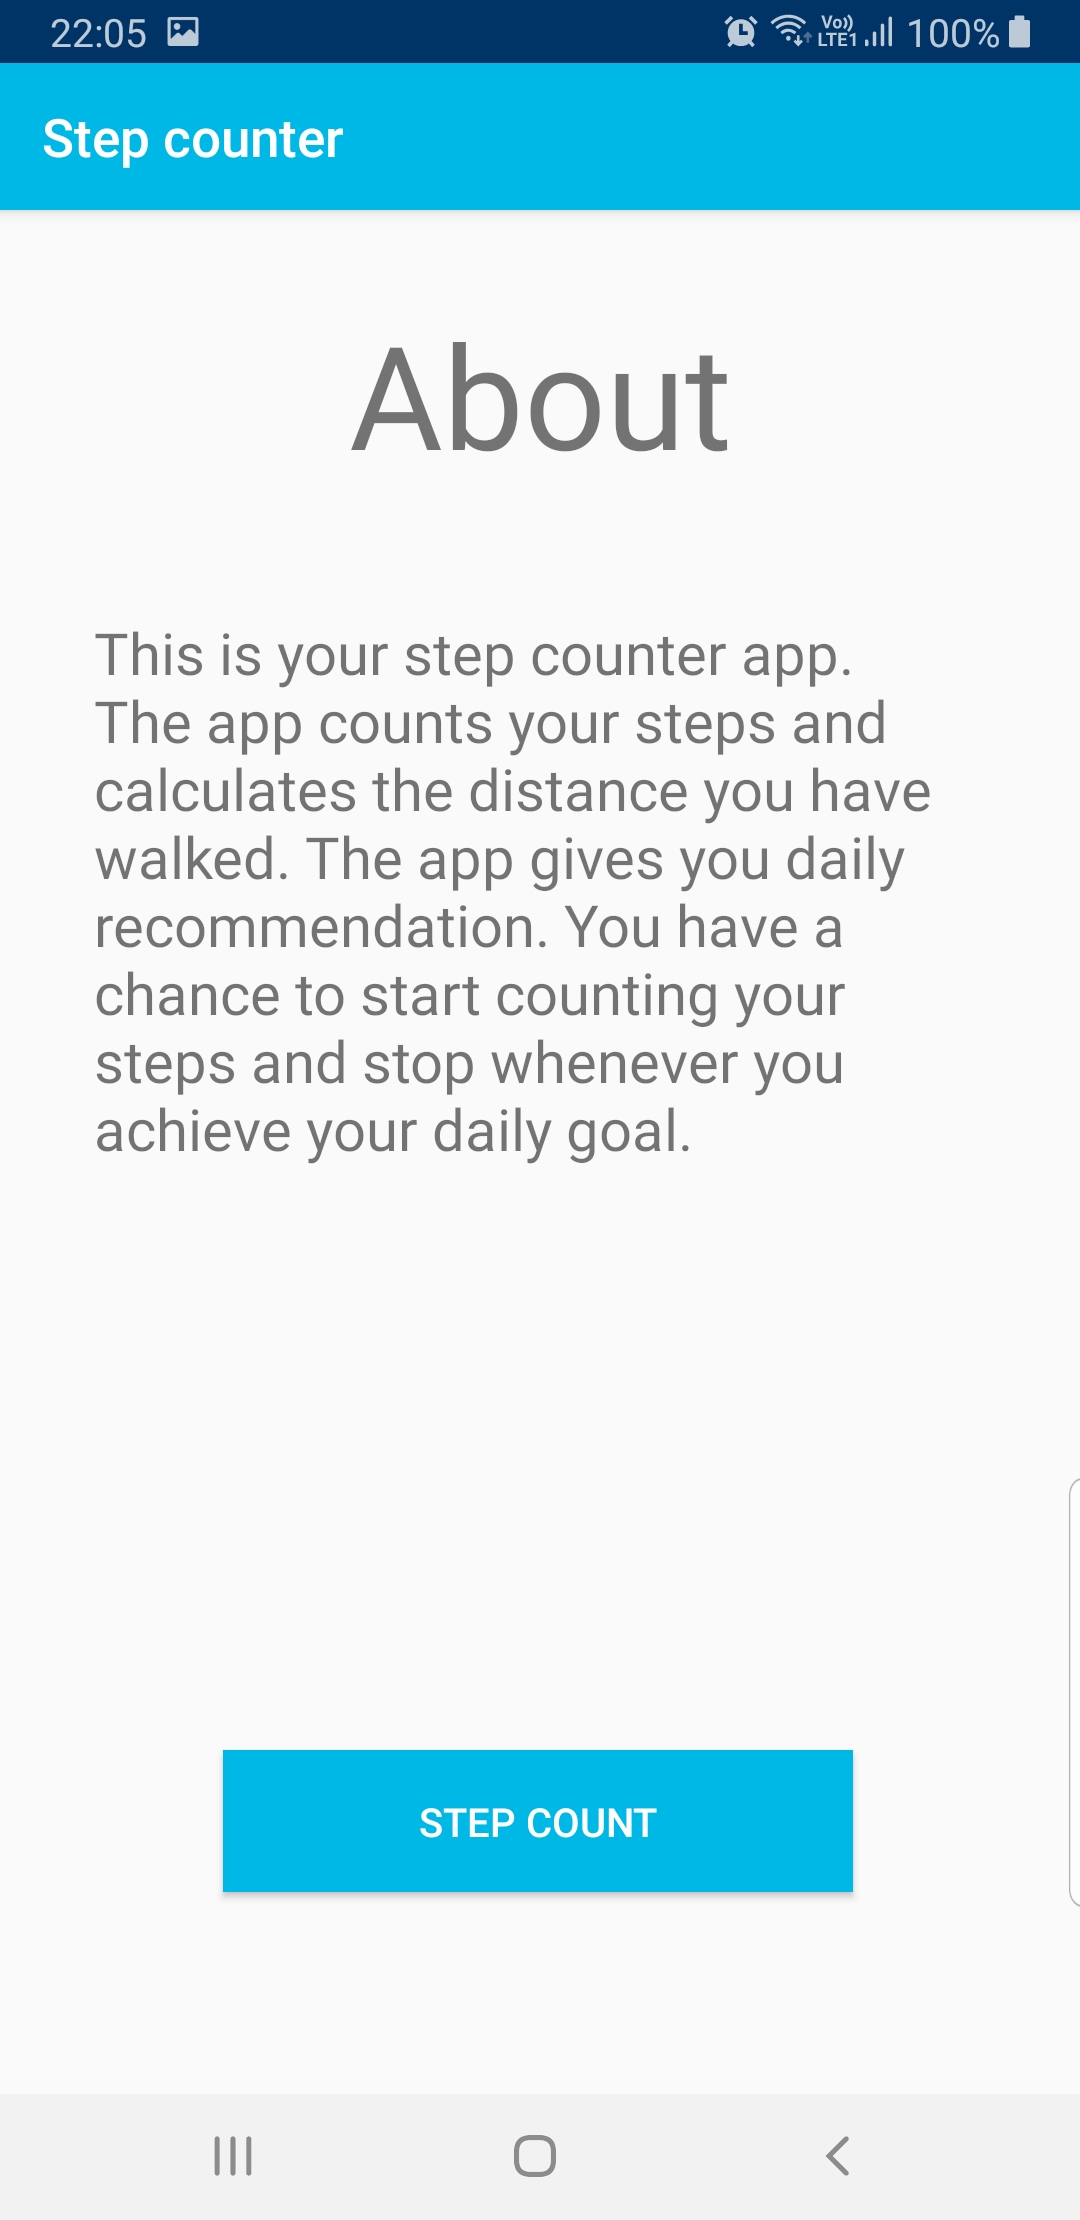 22:05 Vo)) LTE1 100%
Step counter
About
This is your step counter app.
The app counts your steps and
calculates the distance you have
walked. The app gives you daily
recommendation. You have a
chance to start counting your
steps and stop whenever you
achieve your daily goal.
STEP COUNT